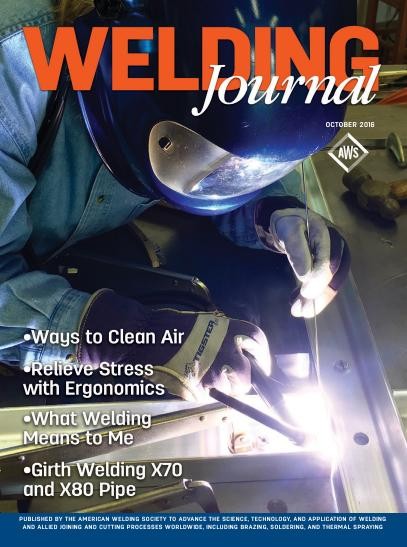 WELDING
Journal
OCTOBER 2016
AWS
•Ways to Clean Air
TIGSTER
•Relieve Stress
with Ergonomics
•What Welding
Means to Me
•Girth Welding X70
and X80 Pipe
PUBLISHED BY THE AMERICAN WELDING SOCIETY TO ADVANCE THE SCIENCE, TECHNOLOGY, AND APPLICATION OF WELDING
AND ALLIED JOINING AND CUTTING PROCESSES WORLDWIDE, INCLUDING BRAZING, SOLDERING, AND THERMAL SPRAYING